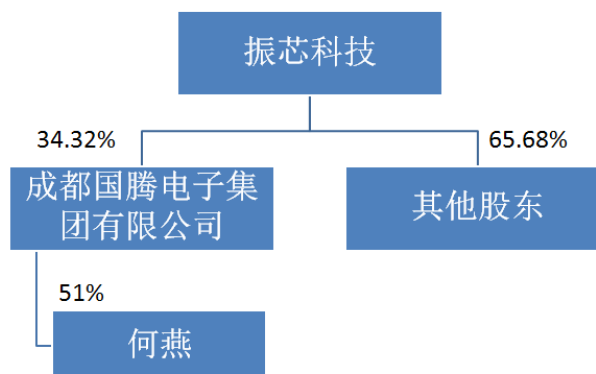 振芯科技
34.32%
65.68%
成都国腾电子集
团有限公司
其他股东
51%
何燕